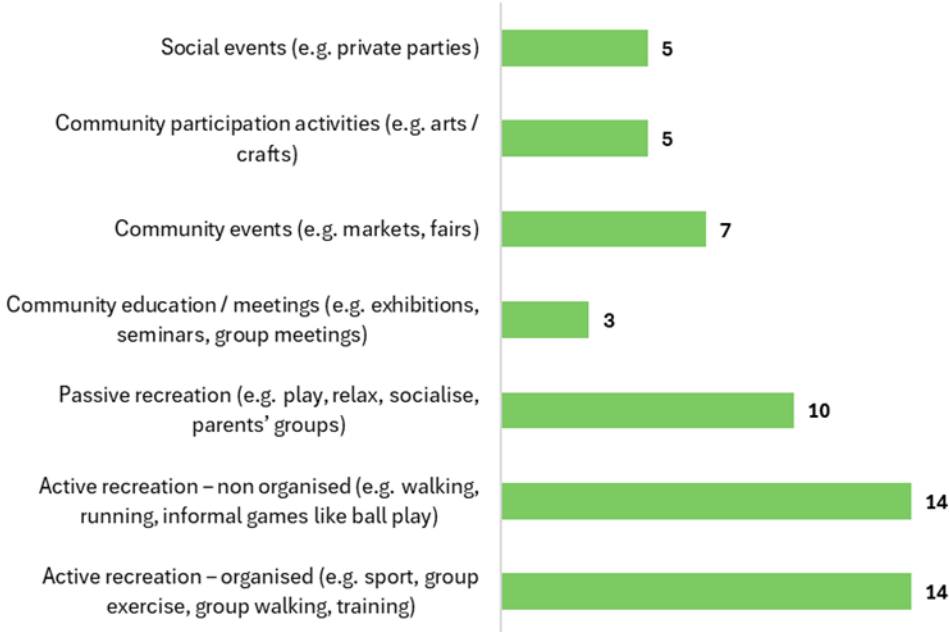 Social events (e.g. private parties)
5
Community participation activities (e.g. arts /
crafts)
5
Community events (e.g. markets, fairs)
7
Community education / meetings (e.g. exhibitions,
seminars, group meetings)
3
Passive recreation (e.g. play, relax, socialise,
parents’ groups)
10
Active recreation – non organised (e.g. walking,
running, informal games like ball play)
14
Active recreation – organised (e.g. sport, group
exercise, group walking, training)
14